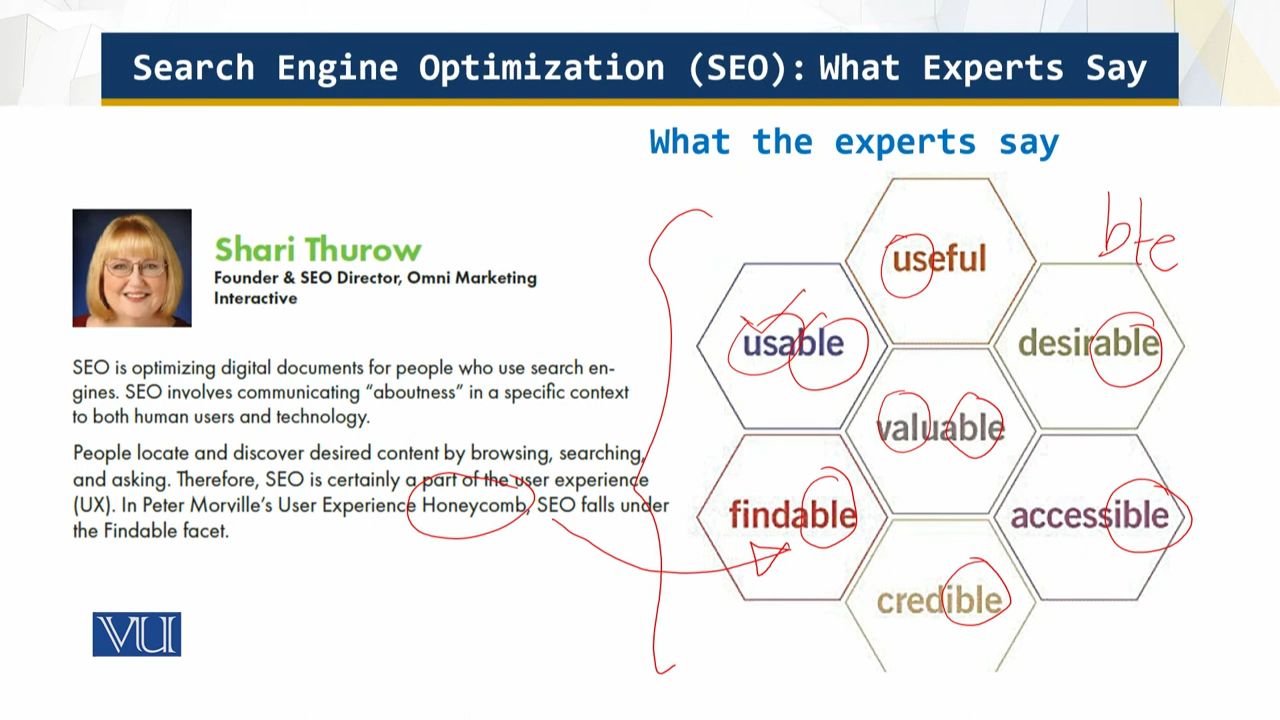 Search Engine Optimization (SEO): What Experts Say
What the experts say
Shari Thurow
Founder & SEO Director, Omni Marketing
Interactive
SEO is optimizing digital documents for people who use search en-
gines. SEO involves communicating “aboutness” in a specific context
to both human users and technology.
People locate and discover desired content by browsing, searching,
and asking. Therefore, SEO is certainly a part of the user experience
(UX). In Peter Morville’s User Experience Honeycomb, SEO falls under
the Findable facet.
useful
usable
desirable
valuable
findable
accessible
credible
VU